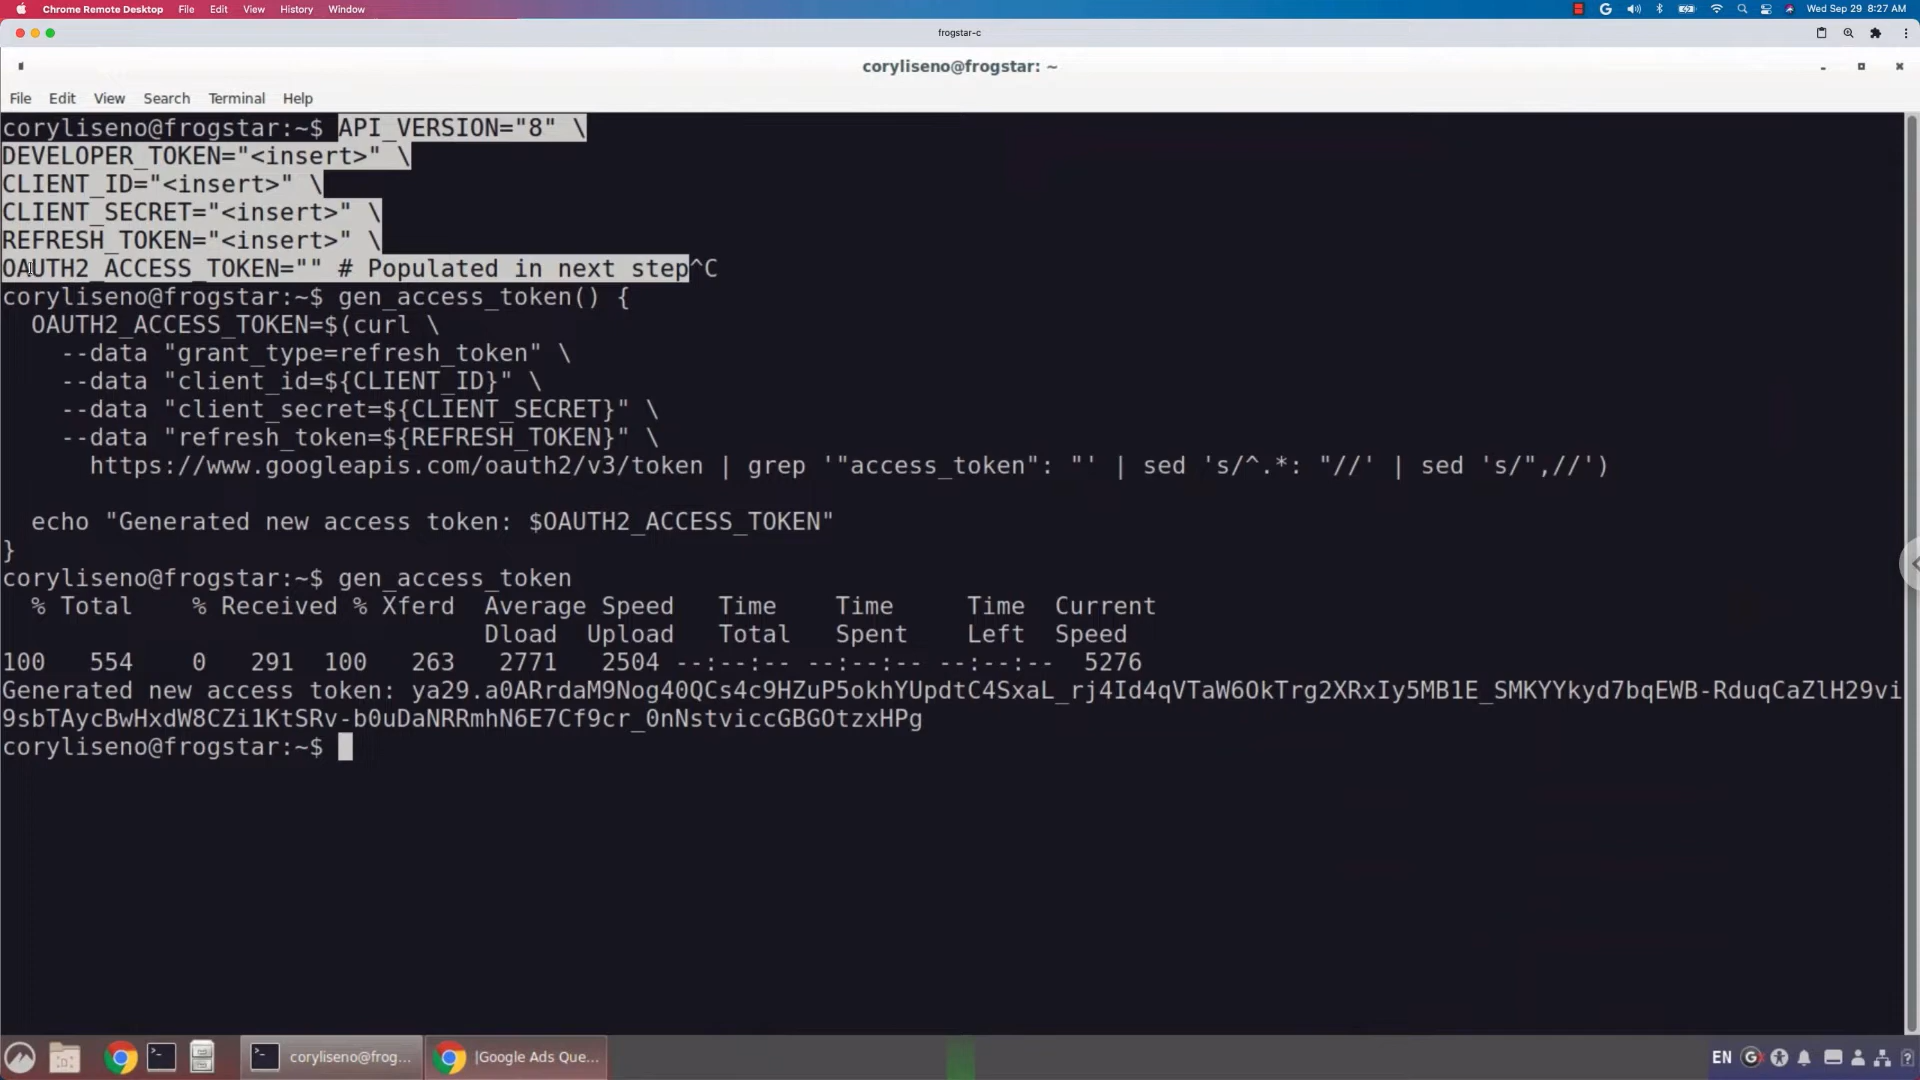 Chrome Remote Desktop File Edit View History Window
Wed Sep 29 8:27 AM
frogstar-c
coryliseno@frogstar: ~
File Edit View Search Terminal Help
coryliseno@frogstar:~$ API_VERSION="8" \
DEVELOPER_TOKEN="<insert>" \
CLIENT_ID="<insert>" \
CLIENT_SECRET="<insert>" \
REFRESH_TOKEN="<insert>" \
OAUTH2_ACCESS_TOKEN="" # Populated in next step^C
coryliseno@frogstar:~$ gen_access_token() {
  OAUTH2_ACCESS_TOKEN=$(curl \
    --data "grant_type=refresh_token" \
    --data "client_id=${CLIENT_ID}" \
    --data "client_secret=${CLIENT_SECRET}" \
    --data "refresh_token=${REFRESH_TOKEN}" \
      https://www.googleapis.com/oauth2/v3/token | grep '"access_token": "' | sed 's/^.*: "//' | sed 's/",//')
  echo "Generated new access token: $OAUTH2_ACCESS_TOKEN"
}
coryliseno@frogstar:~$ gen_access_token
  % Total    % Received % Xferd  Average Speed   Time    Time     Time  Current
                                 Dload  Upload   Total   Spent    Left  Speed
100   554    0   291  100   263   2771   2504 --:--:-- --:--:-- --:--:--  5276
Generated new access token: ya29.a0ARrdaM9Nog40QCs4c9HZuP5okhYUpdtC4SxaL_rj4Id4qVTaW6OkTrg2XRxIy5MB1E_SMKYYkyd7bqEWB-RduqCaZlH29vi
9sbTAycBwHxdW8CZi1KtSRv-b0uDaNRRmhN6E7Cf9cr_0nNstviccGBGOtzxHPg
coryliseno@frogstar:~$
coryliseno@frog...
|Google Ads Que...
EN